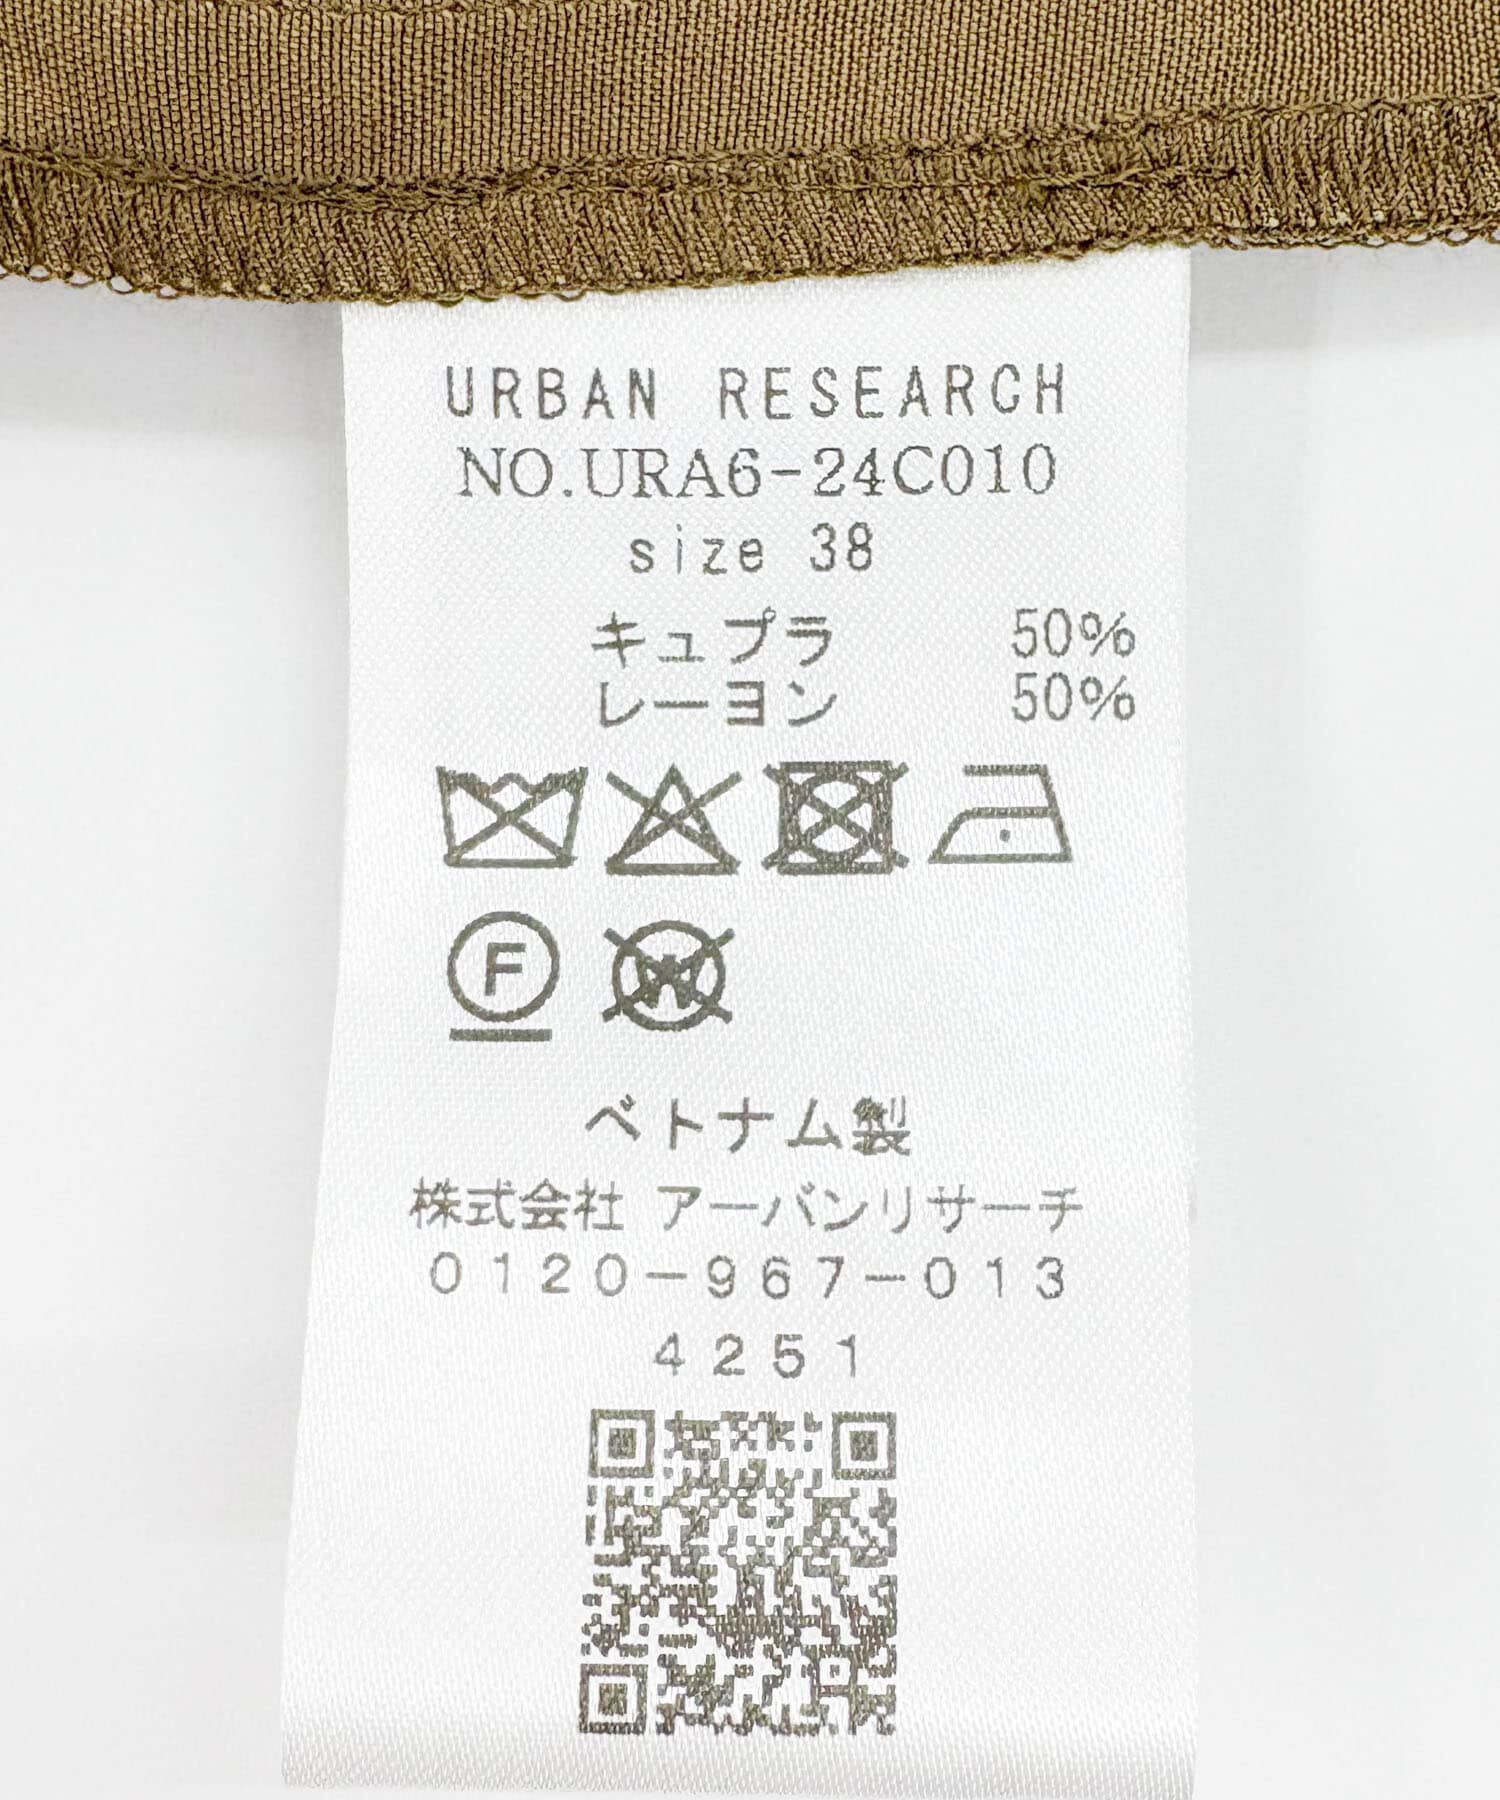 URBAN RESEARCH
NO.URA6-24C010
size 38
キュプラ 50%
レーヨン 50%
F
W
ベトナム製
株式会社 アーバンリサーチ
0120-967-013
4251